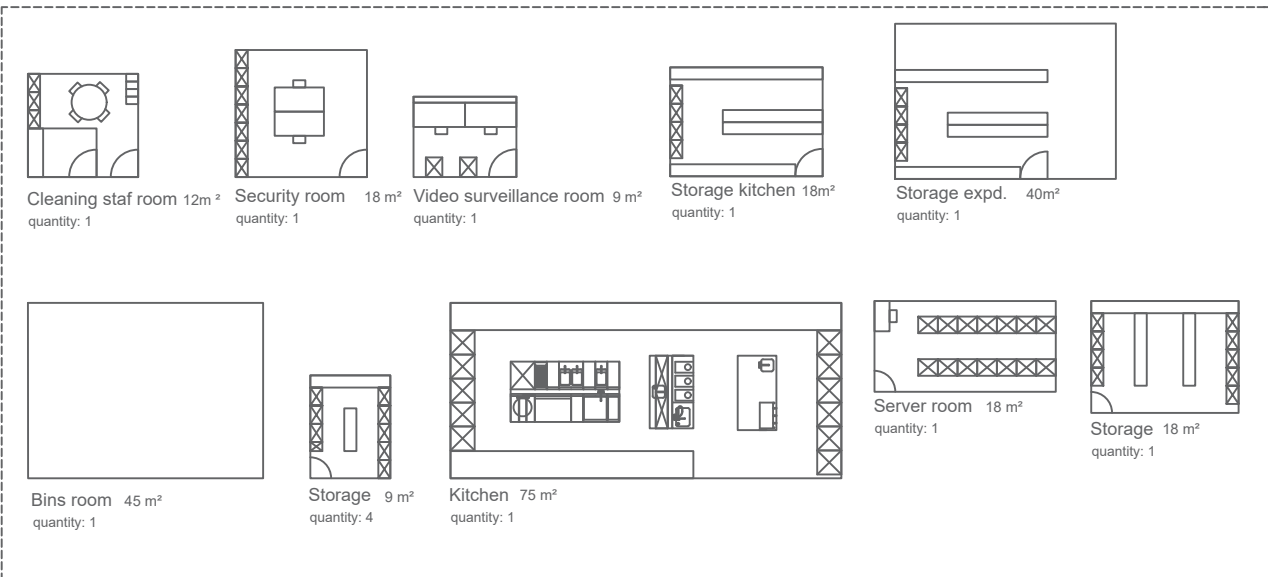 Cleaning staf room 12m ²
quantity: 1
Security room 18 m²
quantity: 1
Video surveillance room 9 m²
quantity: 1
Storage kitchen 18m²
quantity: 1
Storage expd. 40m²
quantity: 1
Bins room 45 m²
quantity: 1
Storage 9 m²
quantity: 4
Kitchen 75 m²
quantity: 1
Server room 18 m²
quantity: 1
Storage 18 m²
quantity: 1